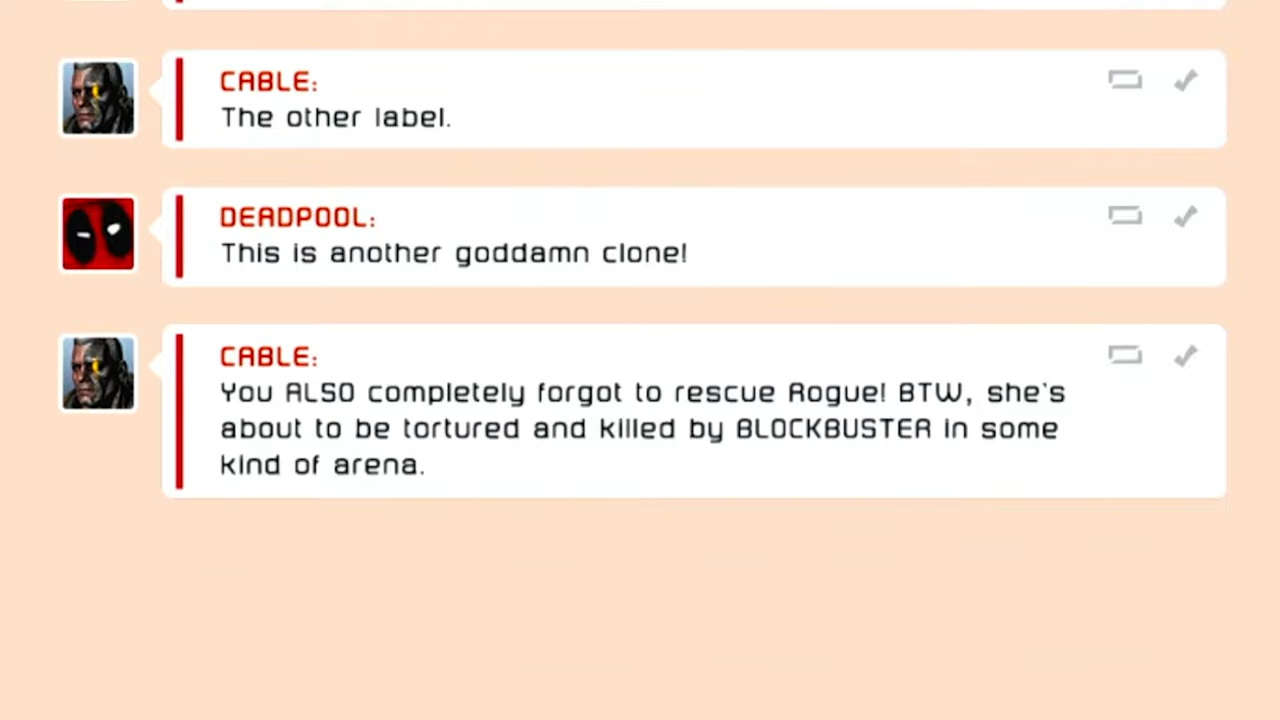 CABLE:
The other label.
DEADPOOL:
This is another goddamn clone!
CABLE:
You ALSO completely forgot to rescue Rogue! BTW, she's
about to be tortured and killed by BLOCKBUSTER in some
kind of arena.